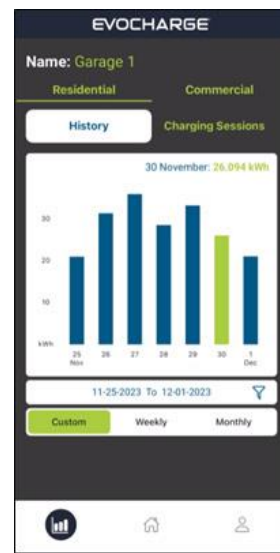 EVOCHARGE
Name: Garage 1
Residential Commercial
History Charging Sessions
30 November: 26.094 kWh
30
20
10
kWh
25 26 27 28 29 30 1
Nov Dec
11-25-2023 To 12-01-2023
Custom Weekly Monthly